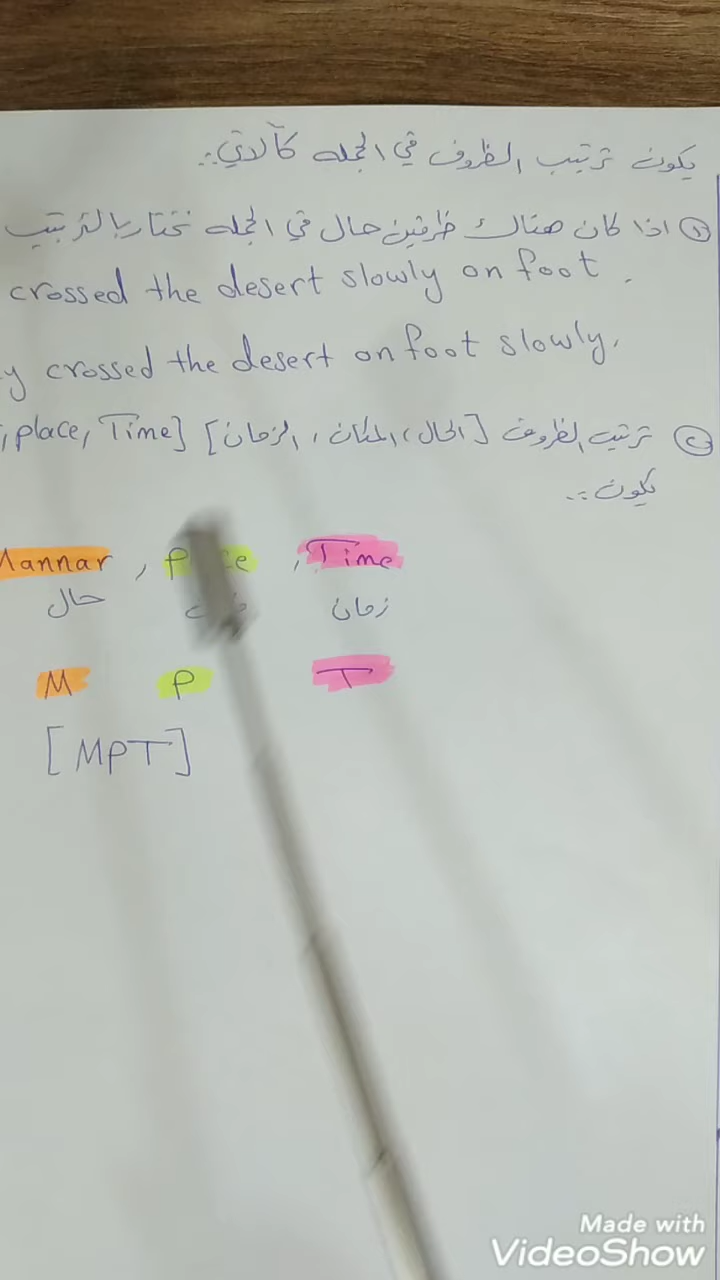 يكون ترتيب الظروف في الجمله كالآتي :-
① اذا كان هناك ظرفين حال في الجمله نختار بالترتيب
crossed the desert slowly on foot .
y crossed the desert on foot slowly.
② ترتيب الظروف [الحال، المكان، الزمان] [, place, Time
يكون :-
Mannar , , Time
حال زمان
M P T
[MPT]
Made with
VideoShow